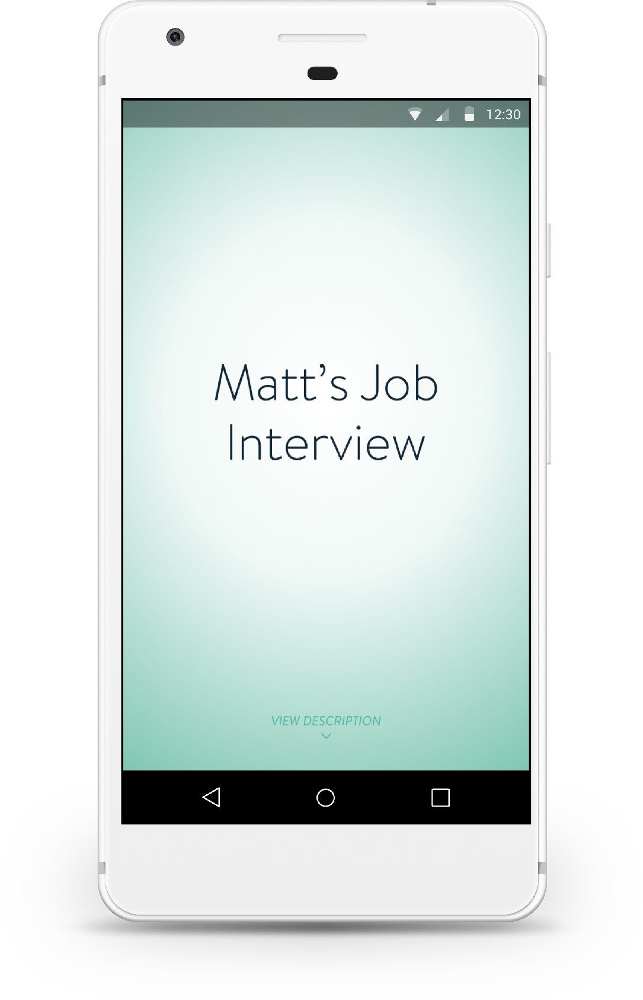 12:30
Matt’s Job
Interview
VIEW DESCRIPTION